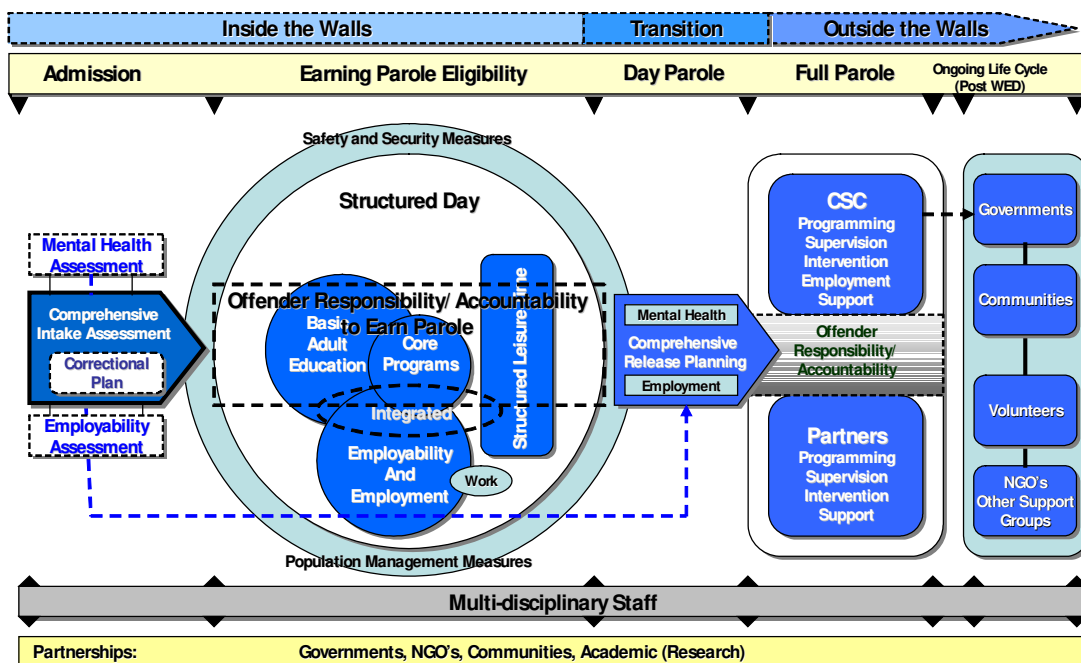 Inside the Walls
Transition
Outside the Walls
Admission
Earning Parole Eligibility
Day Parole
Full Parole
Ongoing Life Cycle
(Post WED)
Safety and Security Measures
Structured Day
Mental Health
Assessment
Comprehensive
Intake Assessment
Correctional
Plan
Employability
Assessment
Offender Responsibility/ Accountability
to Earn Parole
Basic
Adult
Education
Core
Programs
Integrated
Employability
And
Employment
Work
Structured Leisure Time
Population Management Measures
Mental Health
Comprehensive
Release Planning
Employment
CSC
Programming
Supervision
Intervention
Employment
Support
Offender
Responsibility/
Accountability
Partners
Programming
Supervision
Intervention
Support
Governments
Communities
Volunteers
NGO's
Other Support
Groups
Multi-disciplinary Staff
Partnerships: Governments, NGO's, Communities, Academic (Research)